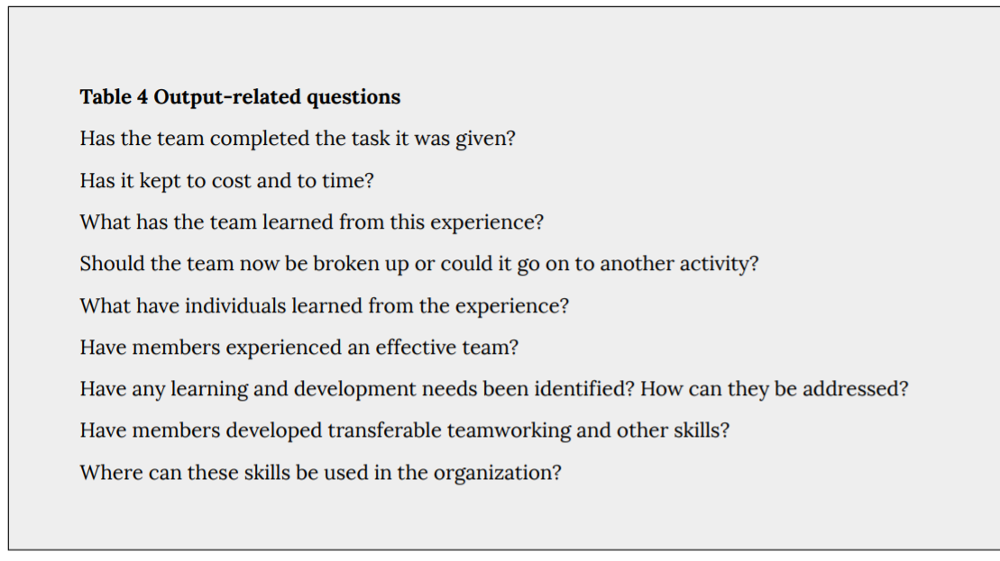 Table 4 Output-related questions
Has the team completed the task it was given?
Has it kept to cost and to time?
What has the team learned from this experience?
Should the team now be broken up or could it go on to another activity?
What have individuals learned from the experience?
Have members experienced an effective team?
Have any learning and development needs been identified? How can they be addressed?
Have members developed transferable teamworking and other skills?
Where can these skills be used in the organization?